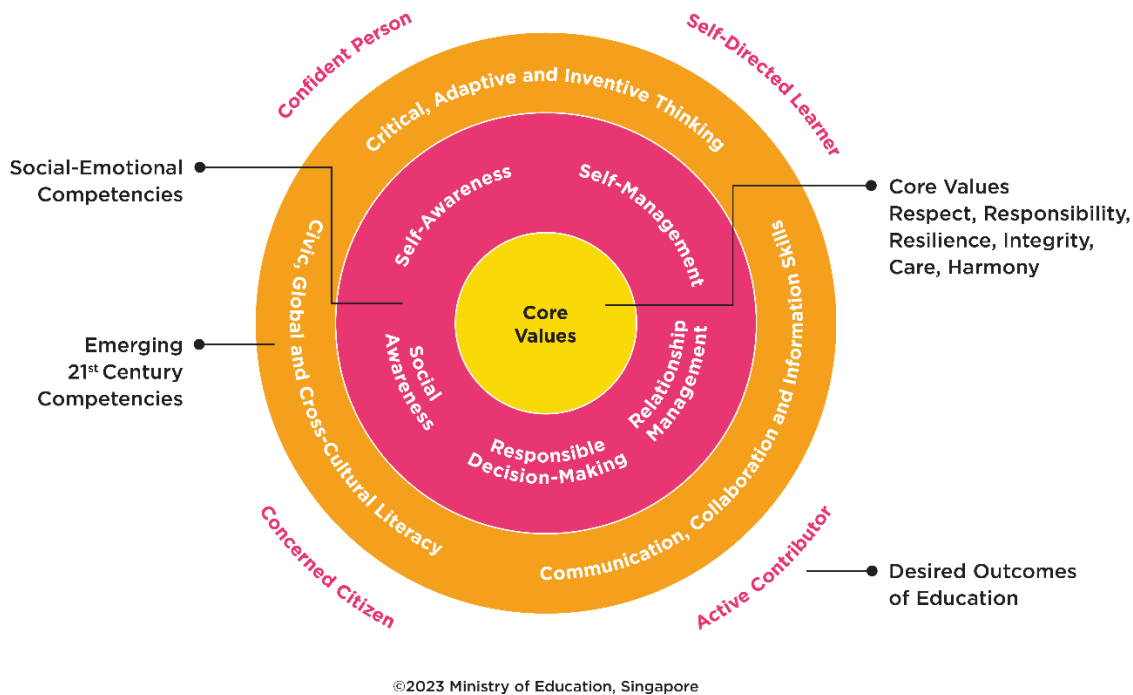 Confident Person
Self-Directed Learner
Critical, Adaptive and Inventive Thinking
Social-Emotional
Competencies
Self-Awareness
Self-Management
Core Values
Respect, Responsibility,
Resilience, Integrity,
Care, Harmony
Civic, Global and Cross-Cultural Literacy
Core
Values
Emerging
21st Century
Competencies
Social
Awareness
Relationship
Management
Responsible
Decision-Making
Communication, Collaboration and Information Skills
Concerned Citizen
Active Contributor
Desired Outcomes
of Education
©2023 Ministry of Education, Singapore